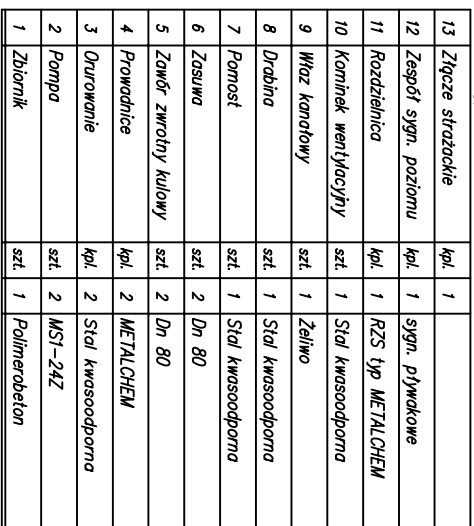 13 Złącze strażackie kpl. 1
12 Zespół sygn. poziomu kpl. 1 sygn. pływakowe
11 Rozdzielnica kpl. 1 RZS typ METALCHEM
10 Kominek wentylacyjny szt. 1 Stal kwasoodporna
9 Właz kanałowy szt. 1 Żeliwo
8 Drabina szt. 1 Stal kwasoodporna
7 Pomost szt. 1 Stal kwasoodporna
6 Zasuwa szt. 2 Dn 80
5 Zawór zwrotny kulowy szt. 2 Dn 80
4 Prowadnice kpl. 2 METALCHEM
3 Orurowanie kpl. 2 Stal kwasoodporna
2 Pompa szt. 2 MS1-24Z
1 Zbiornik szt. 1 Polimerobeton